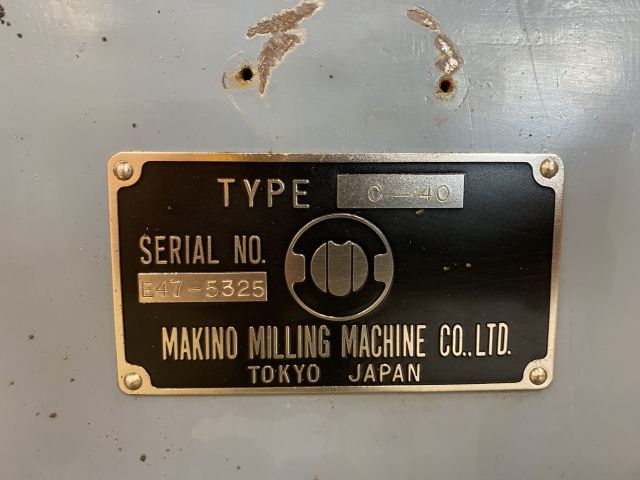 TYPE C-40
SERIAL NO.
E47-5325
MAKINO MILLING MACHINE CO.,LTD.
TOKYO JAPAN